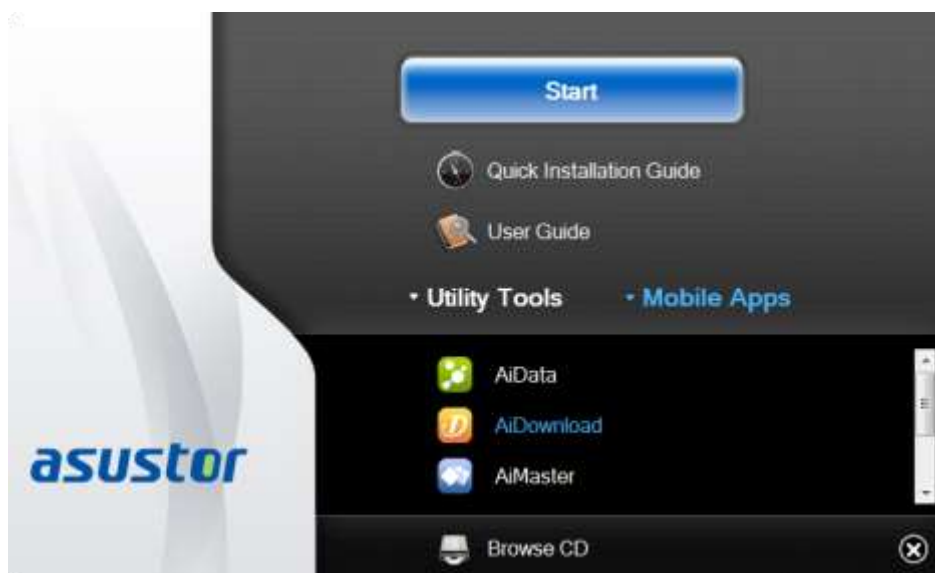 Start
Quick Installation Guide
User Guide
Utility Tools
Mobile Apps
AiData
AiDownload
AiMaster
asustor
Browse CD